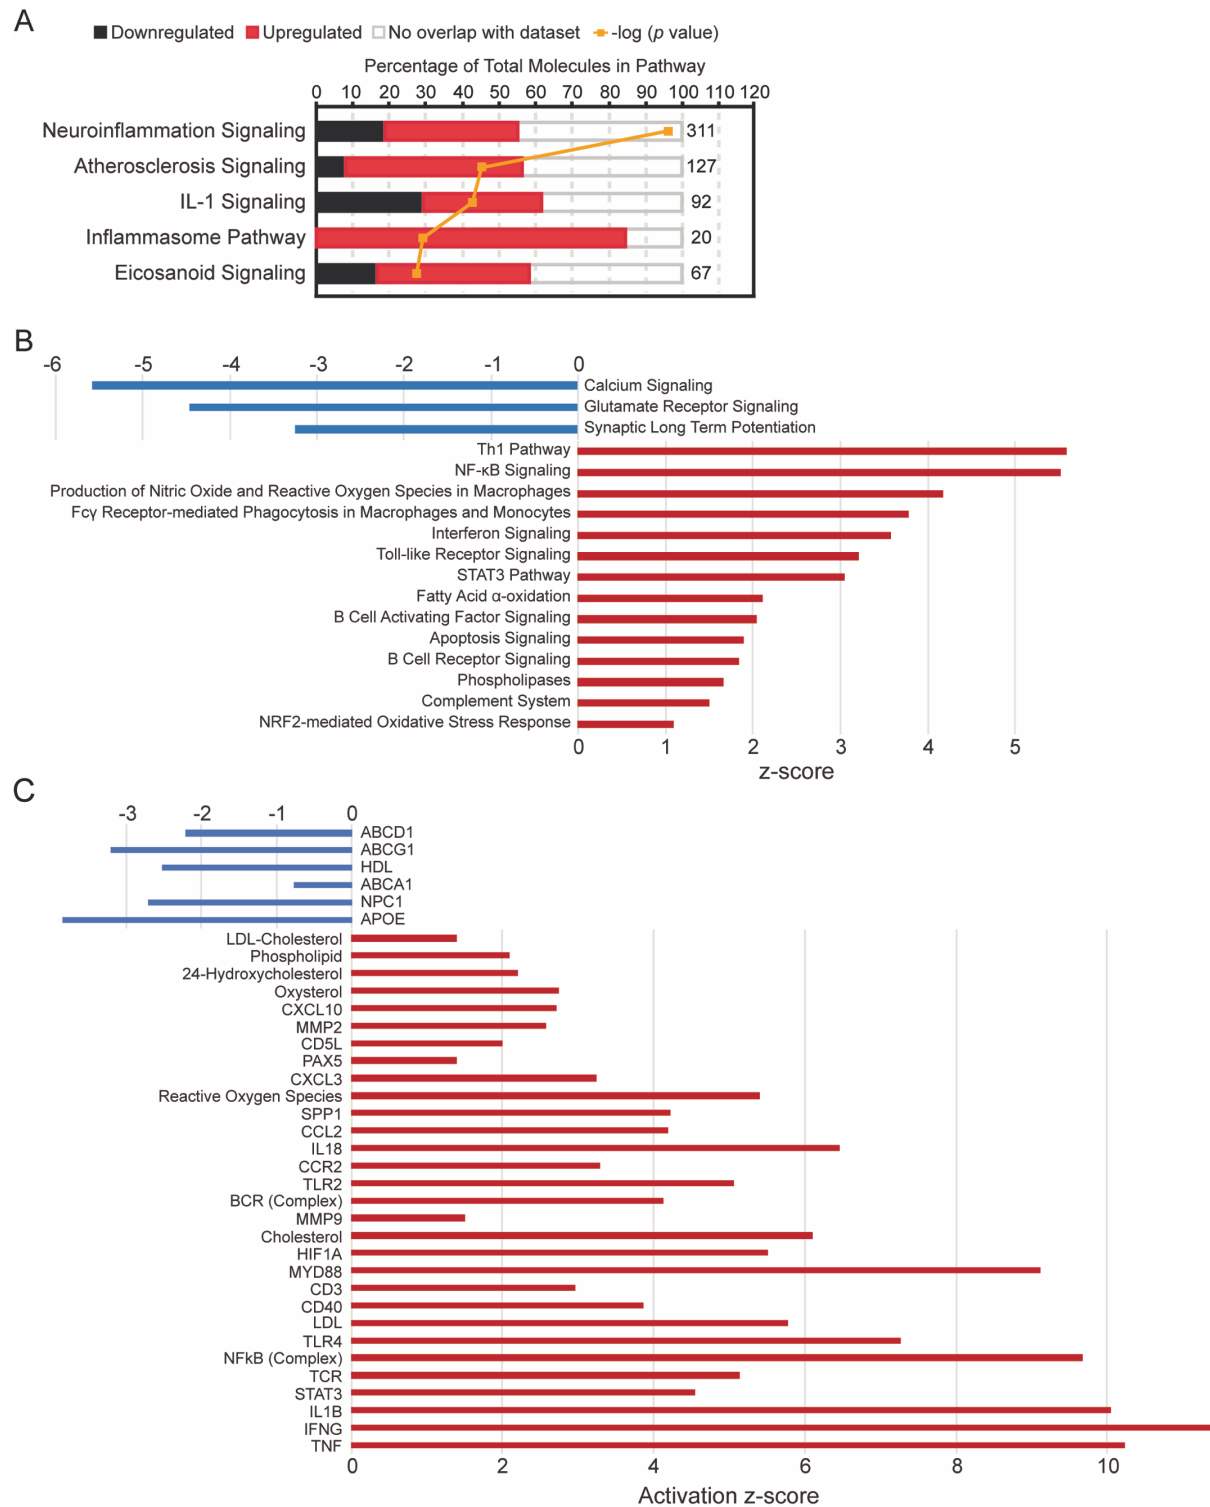 A
Downregulated Upregulated No overlap with dataset -log (p value)
Percentage of Total Molecules in Pathway
0 10 20 30 40 50 60 70 80 90 100 110 120
Neuroinflammation Signaling 311
Atherosclerosis Signaling 127
IL-1 Signaling 92
Inflammasome Pathway 20
Eicosanoid Signaling 67
B
-6 -5 -4 -3 -2 -1 0
Calcium Signaling
Glutamate Receptor Signaling
Synaptic Long Term Potentiation
Th1 Pathway
NF-κB Signaling
Production of Nitric Oxide and Reactive Oxygen Species in Macrophages
Fcγ Receptor-mediated Phagocytosis in Macrophages and Monocytes
Interferon Signaling
Toll-like Receptor Signaling
STAT3 Pathway
Fatty Acid α-oxidation
B Cell Activating Factor Signaling
Apoptosis Signaling
B Cell Receptor Signaling
Phospholipases
Complement System
NRF2-mediated Oxidative Stress Response
0 1 2 3 4 5
z-score
C
-3 -2 -1 0
ABCD1
ABCG1
HDL
ABCA1
NPC1
APOE
LDL-Cholesterol
Phospholipid
24-Hydroxycholesterol
Oxysterol
CXCL10
MMP2
CD5L
PAX5
CXCL3
Reactive Oxygen Species
SPP1
CCL2
IL18
CCR2
TLR2
BCR (Complex)
MMP9
Cholesterol
HIF1A
MYD88
CD3
CD40
LDL
TLR4
NFkB (Complex)
TCR
STAT3
IL1B
IFNG
TNF
0 2 4 6 8 10
Activation z-score